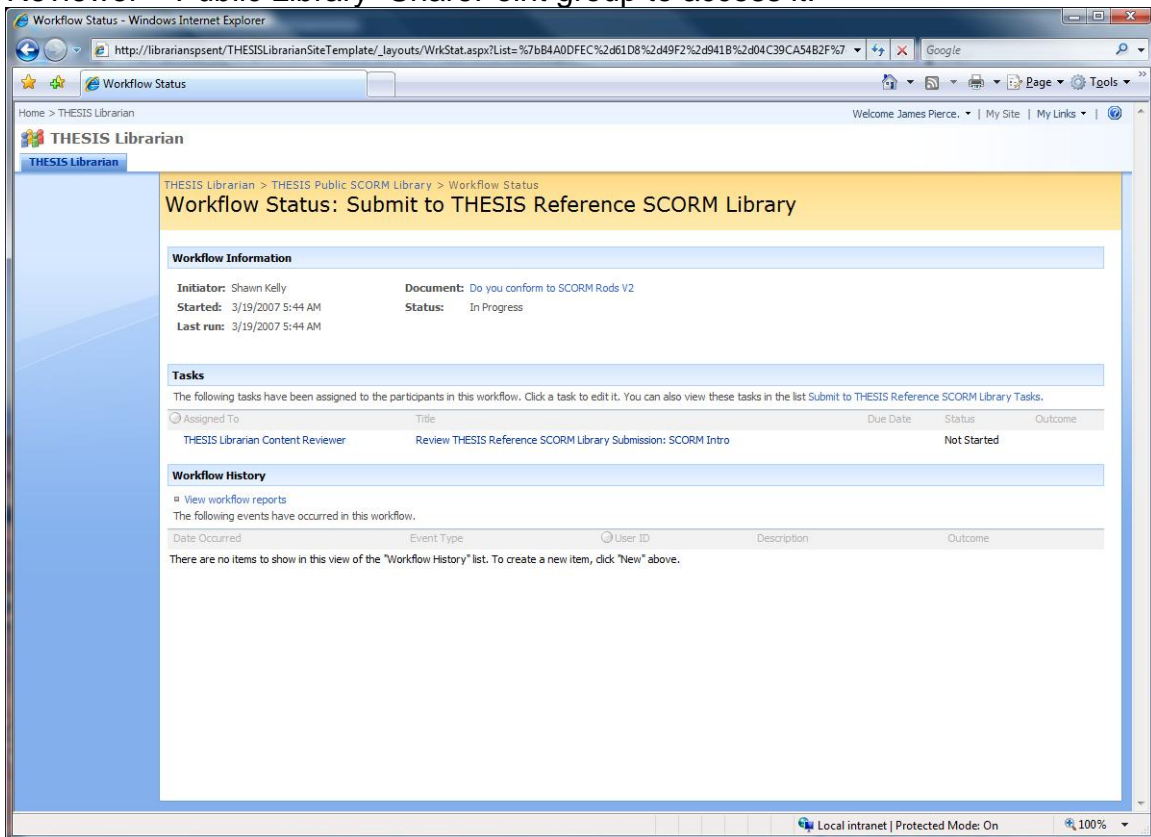 Reviewer – Public Library" SharePoint group to access it.
Workflow Status - Windows Internet Explorer
http://librarianspsent/THESISLibrarianSiteTemplate/_layouts/WrkStat.aspx?List=%7bB4A0DFEC%2d61D8%2d49F2%2d941B%2d04C39CA54B2F%7
Google
Workflow Status
Page Tools
Home > THESIS Librarian
Welcome James Pierce. | My Site | My Links |
THESIS Librarian
THESIS Librarian
THESIS Librarian > THESIS Public SCORM Library > Workflow Status
Workflow Status: Submit to THESIS Reference SCORM Library
Workflow Information
Initiator: Shawn Kelly Document: Do you conform to SCORM Rods V2
Started: 3/19/2007 5:44 AM Status: In Progress
Last run: 3/19/2007 5:44 AM
Tasks
The following tasks have been assigned to the participants in this workflow. Click a task to edit it. You can also view these tasks in the list Submit to THESIS Reference SCORM Library Tasks.
Assigned To Title Due Date Status Outcome
THESIS Librarian Content Reviewer Review THESIS Reference SCORM Library Submission: SCORM Intro Not Started
Workflow History
View workflow reports
The following events have occurred in this workflow.
Date Occurred Event Type User ID Description Outcome
There are no items to show in this view of the "Workflow History" list. To create a new item, click "New" above.
Local intranet | Protected Mode: On 100%